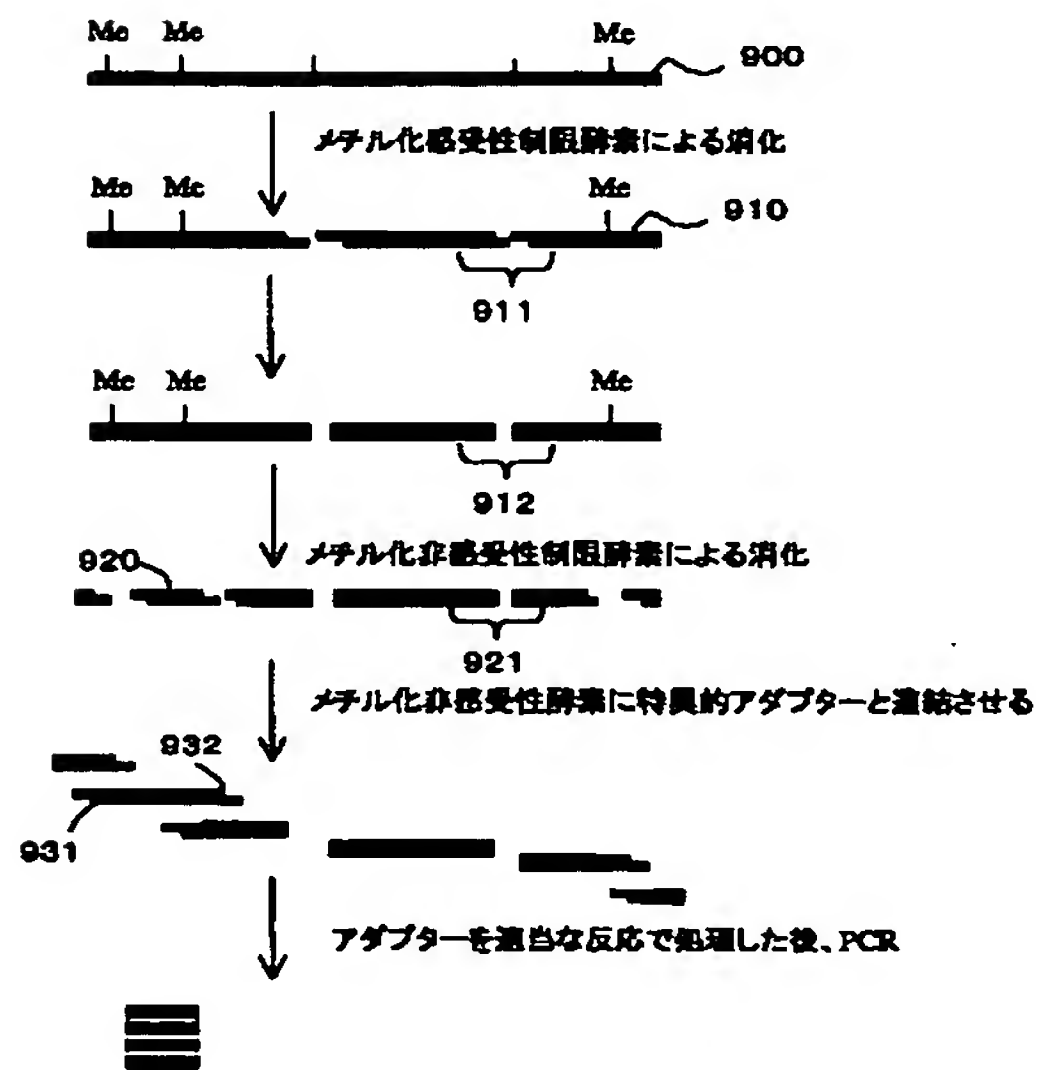 Me Me Me 900
メチル化感受性制限酵素による消化
Me Me Me 910
911
Me Me Me
912
メチル化非感受性制限酵素による消化
920
921
メチル化非感受性酵素に特異的アダプターと連結させる
932
931
アダプターを適当な反応で処理した後、PCR